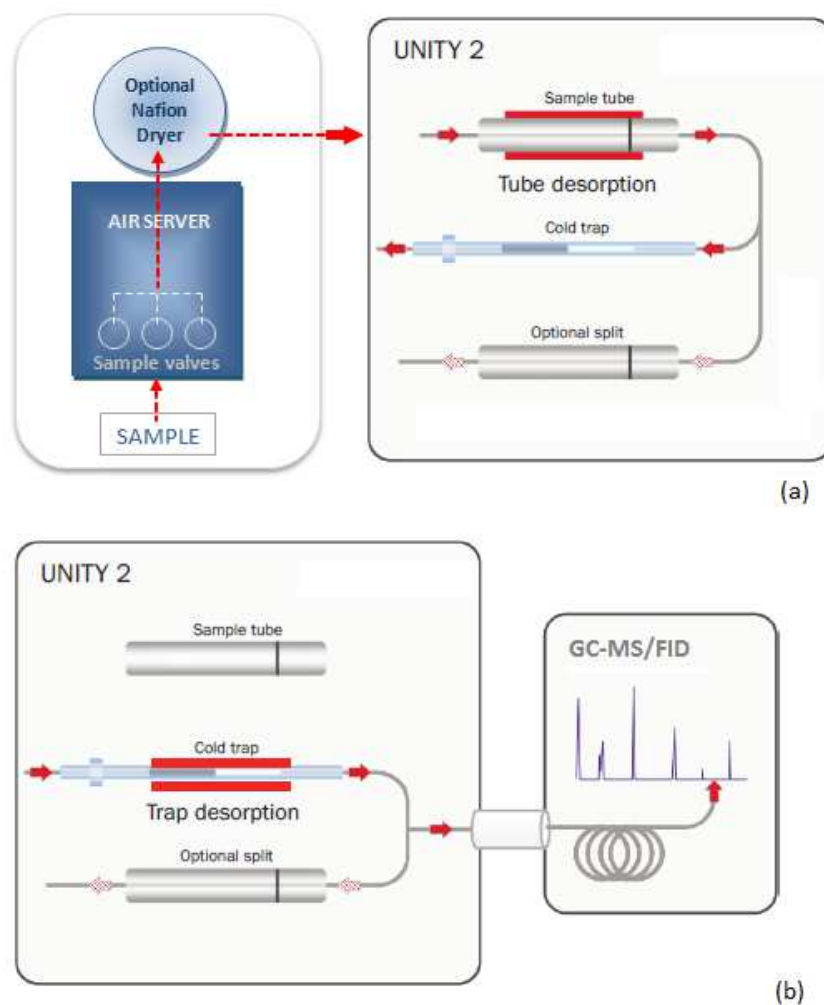 Optional
Nation
Dryer
AIR SERVER
Sample valves
SAMPLE
UNITY 2
Sample tube
Tube desorption
Cold trap
Optional split
(a)
UNITY 2
Sample tube
Cold trap
Trap desorption
Optional split
GC-MS/FID
(b)